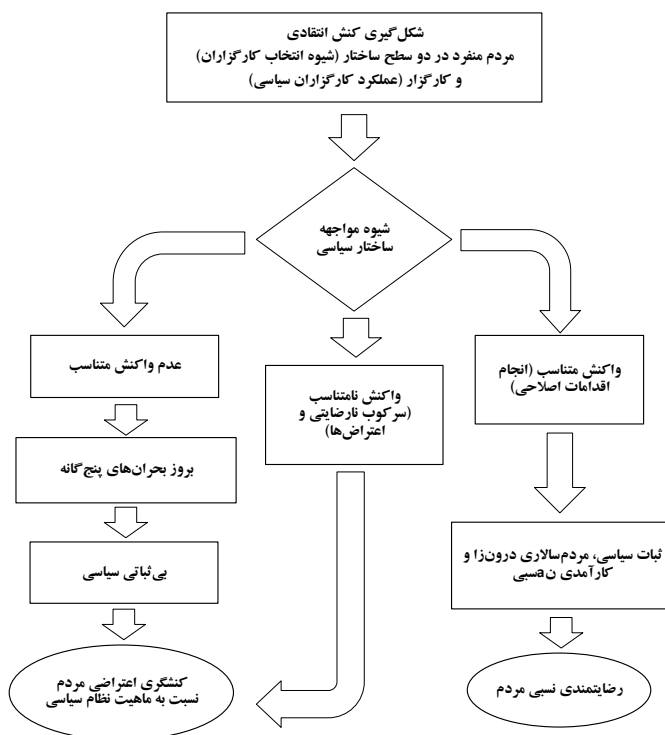 شکل‌گیری کنش انتقادی
مردم منفرد در دو سطح ساختار (شیوه انتخاب کارگزاران)
و کارگزار (عملکرد کارگزاران سیاسی)
شیوه مواجهه
ساختار سیاسی
واکنش متناسب (انجام
اقدامات اصلاحی)
واکنش نامتناسب
(سرکوب نارضایتی و
اعتراض‌ها)
عدم واکنش متناسب
بروز بحران‌های پنج‌گانه
ثبات سیاسی، مردم‌سالاری درون‌زا و
کارآمدی نaسبی
بی‌ثباتی سیاسی
رضایتمندی نسبی مردم
کنشگری اعتراضی مردم
نسبت به ماهیت نظام سیاسی